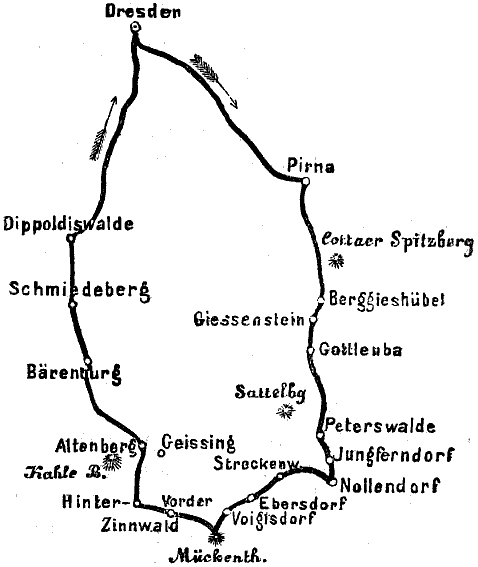 Dresden
Pirna
Dippoldiswalde
Cottaer Spitzburg
Schmiedeberg
Berggieshübel
Giessenstein
Gottleuba
Bärenburg
Sattelbg
Peterswalde
Altenberg
Geissing
Jungferndorf
Streckenw.
Kahle B.
Nollendorf
Hinter-
Vorder
Ebersdorf
Zinnwald
Voigtsdorf
Mückenth.